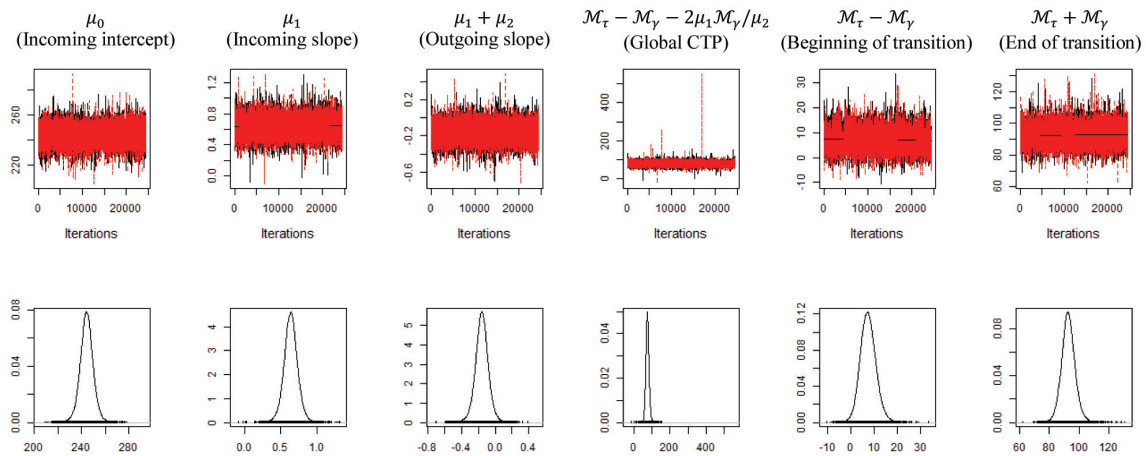 μ₀ μ₁ μ₁ + μ₂ ℳτ − ℳγ − 2μ₁ℳγ/μ₂ ℳτ − ℳγ ℳτ + ℳγ
(Incoming intercept) (Incoming slope) (Outgoing slope) (Global CTP) (Beginning of transition) (End of transition)
260
220
0 10000 20000
Iterations
1.2
0.8
0.4
0.0
0 10000 20000
Iterations
0.2
-0.2
-0.6
0 10000 20000
Iterations
400
200
0
0 10000 20000
Iterations
30
20
10
0
-10
0 10000 20000
Iterations
120
100
80
60
0 10000 20000
Iterations
0.08
0.04
0.00
200 240 280
4
3
2
1
0
0.0 0.5 1.0
5
4
3
2
1
0
-0.8 -0.4 0.0 0.4
0.04
0.03
0.02
0.01
0.00
0 200 400
0.12
0.08
0.04
0.00
-10 0 10 20 30
0.08
0.04
0.00
60 80 100 120